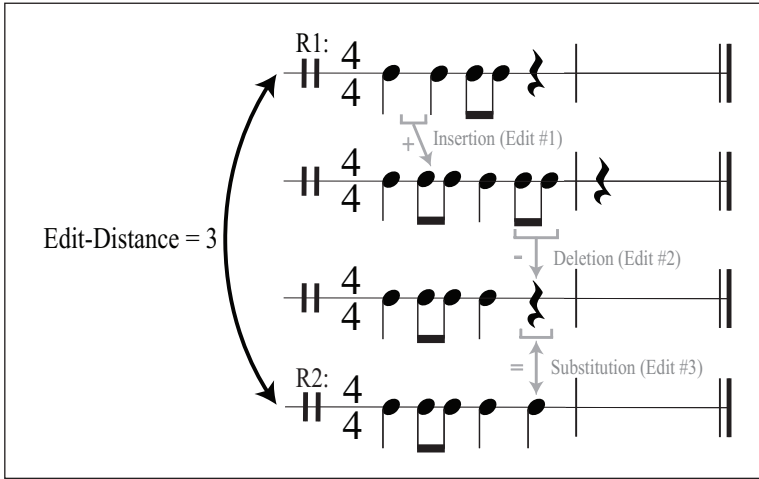 R1:
4
4
+ Insertion (Edit #1)
4
4
Edit-Distance = 3
- Deletion (Edit #2)
4
4
= Substitution (Edit #3)
R2:
4
4